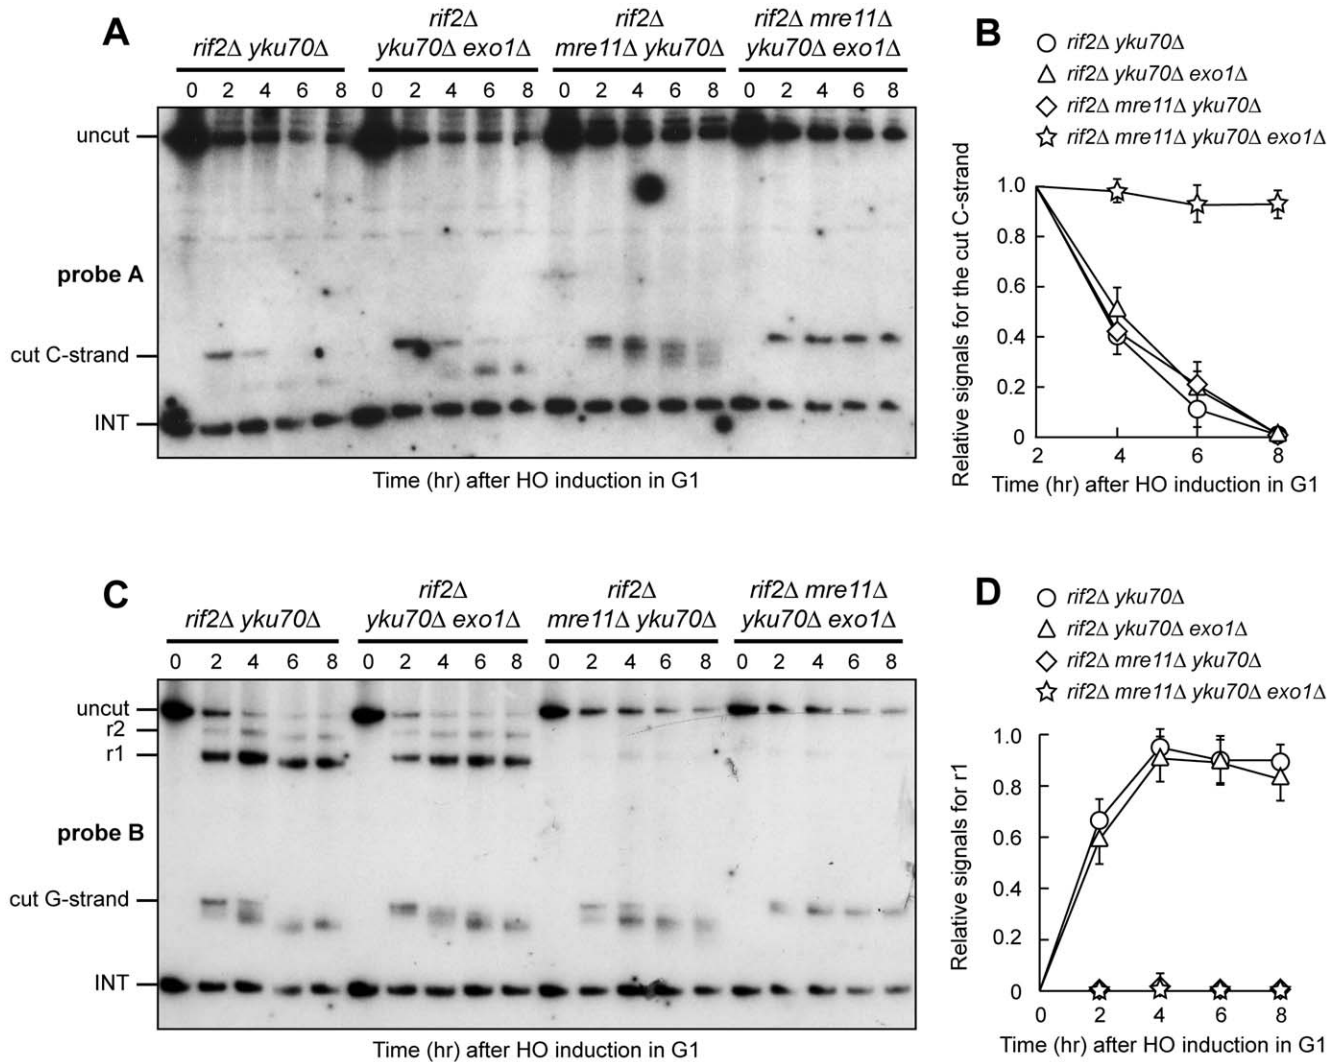 A
rif2Δ yku70Δ
rif2Δ
yku70Δ exo1Δ
rif2Δ
mre11Δ yku70Δ
rif2Δ mre11Δ
yku70Δ exo1Δ
0 2 4 6 8 0 2 4 6 8 0 2 4 6 8 0 2 4 6 8
uncut
probe A
cut C-strand
INT
Time (hr) after HO induction in G1
B
rif2Δ yku70Δ
rif2Δ yku70Δ exo1Δ
rif2Δ mre11Δ yku70Δ
rif2Δ mre11Δ yku70Δ exo1Δ
Relative signals for the cut C-strand
1.0
0.8
0.6
0.4
0.2
0
2 4 6 8
Time (hr) after HO induction in G1
C
rif2Δ yku70Δ
rif2Δ
yku70Δ exo1Δ
rif2Δ
mre11Δ yku70Δ
rif2Δ mre11Δ
yku70Δ exo1Δ
0 2 4 6 8 0 2 4 6 8 0 2 4 6 8 0 2 4 6 8
uncut
r2
r1
probe B
cut G-strand
INT
Time (hr) after HO induction in G1
D
rif2Δ yku70Δ
rif2Δ yku70Δ exo1Δ
rif2Δ mre11Δ yku70Δ
rif2Δ mre11Δ yku70Δ exo1Δ
Relative signals for r1
1.0
0.8
0.6
0.4
0.2
0
0 2 4 6 8
Time (hr) after HO induction in G1